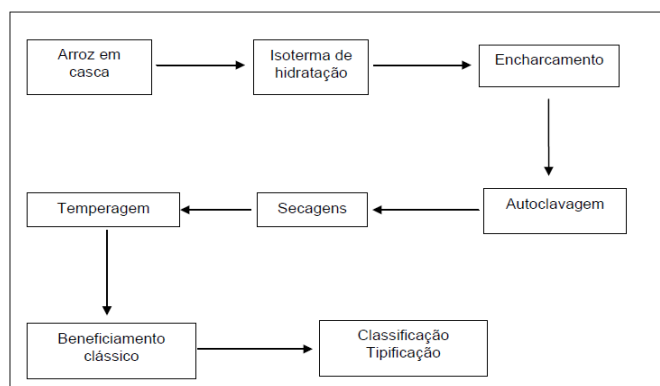 Arroz em
casca
Isoterma de
hidratação
Encharcamento
Autoclavagem
Secagens
Temperagem
Beneficiamento
clássico
Classificação
Tipificação